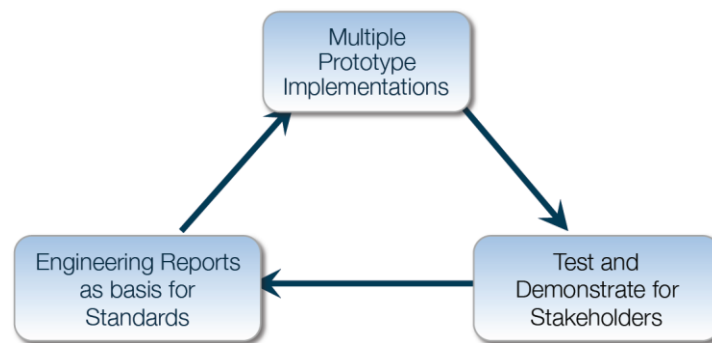 Multiple
Prototype
Implementations
Engineering Reports
as basis for
Standards
Test and
Demonstrate for
Stakeholders